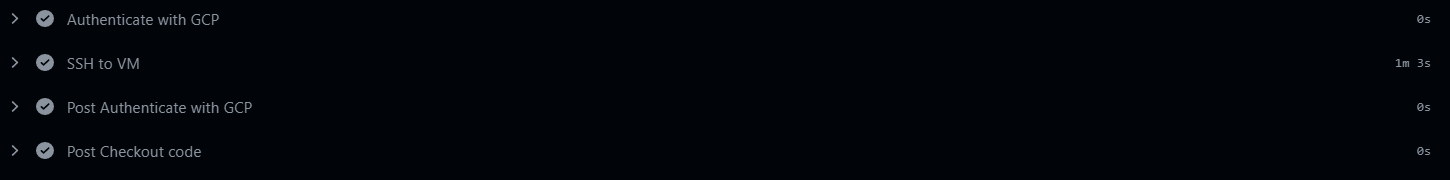 Authenticate with GCP 0s
SSH to VM 1m 3s
Post Authenticate with GCP 0s
Post Checkout code 0s